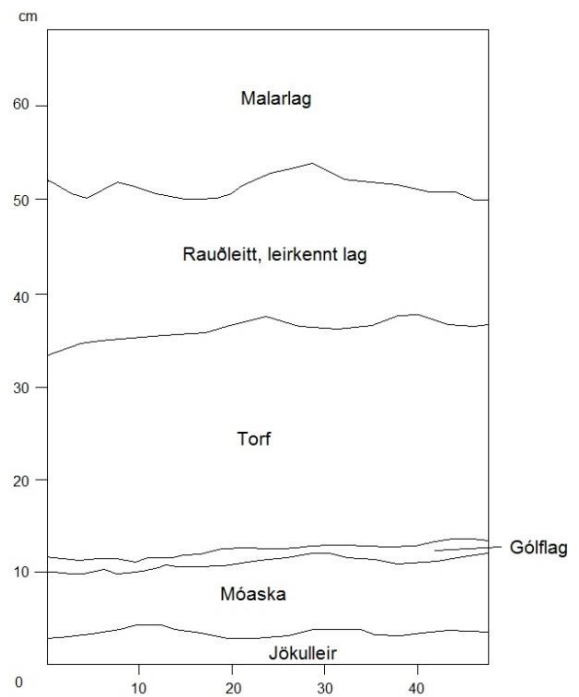 cm
60
Malarlag
50
Rauðleitt, leirkennt lag
40
30
Torf
20
Gólflag
10
Móaska
Jökulleir
0
10 20 30 40